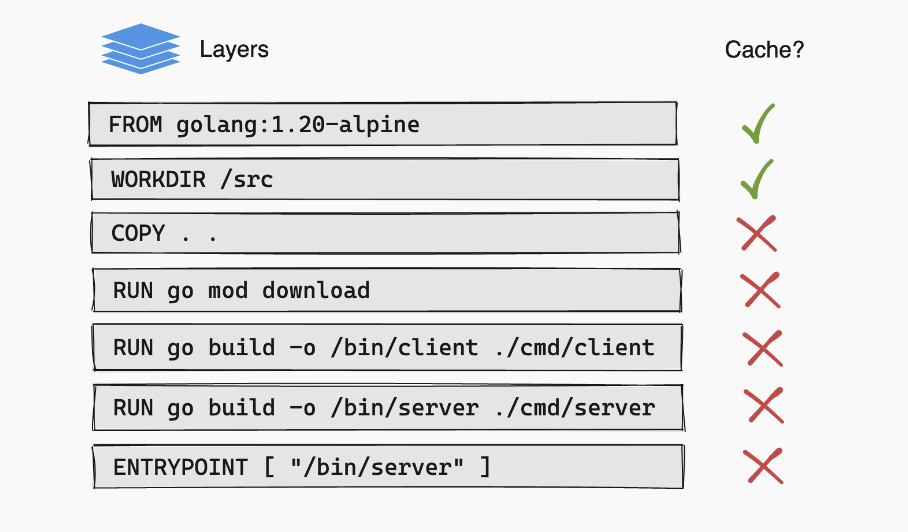 Layers
Cache?
FROM golang:1.20-alpine
WORKDIR /src
COPY . .
RUN go mod download
RUN go build -o /bin/client ./cmd/client
RUN go build -o /bin/server ./cmd/server
ENTRYPOINT [ "/bin/server" ]